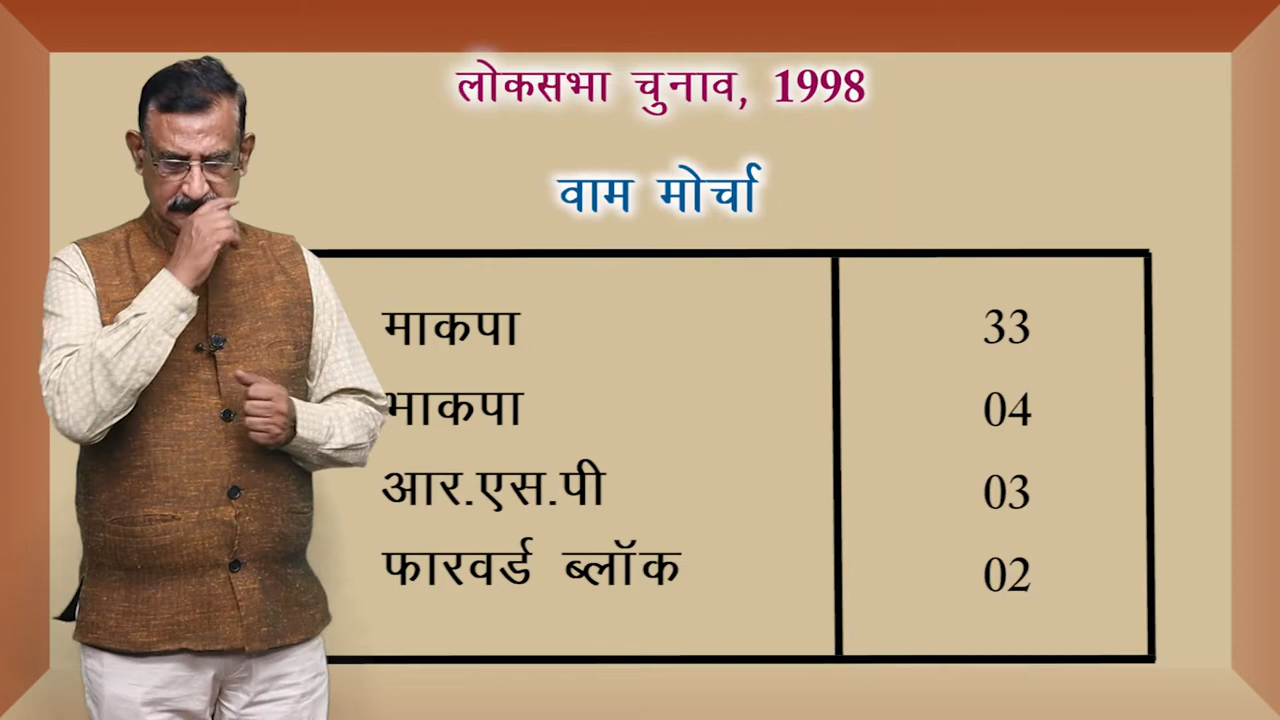 लोकसभा चुनाव, 1998
वाम मोर्चा
माकपा 33
भाकपा 04
आर.एस.पी 03
फारवर्ड ब्लॉक 02